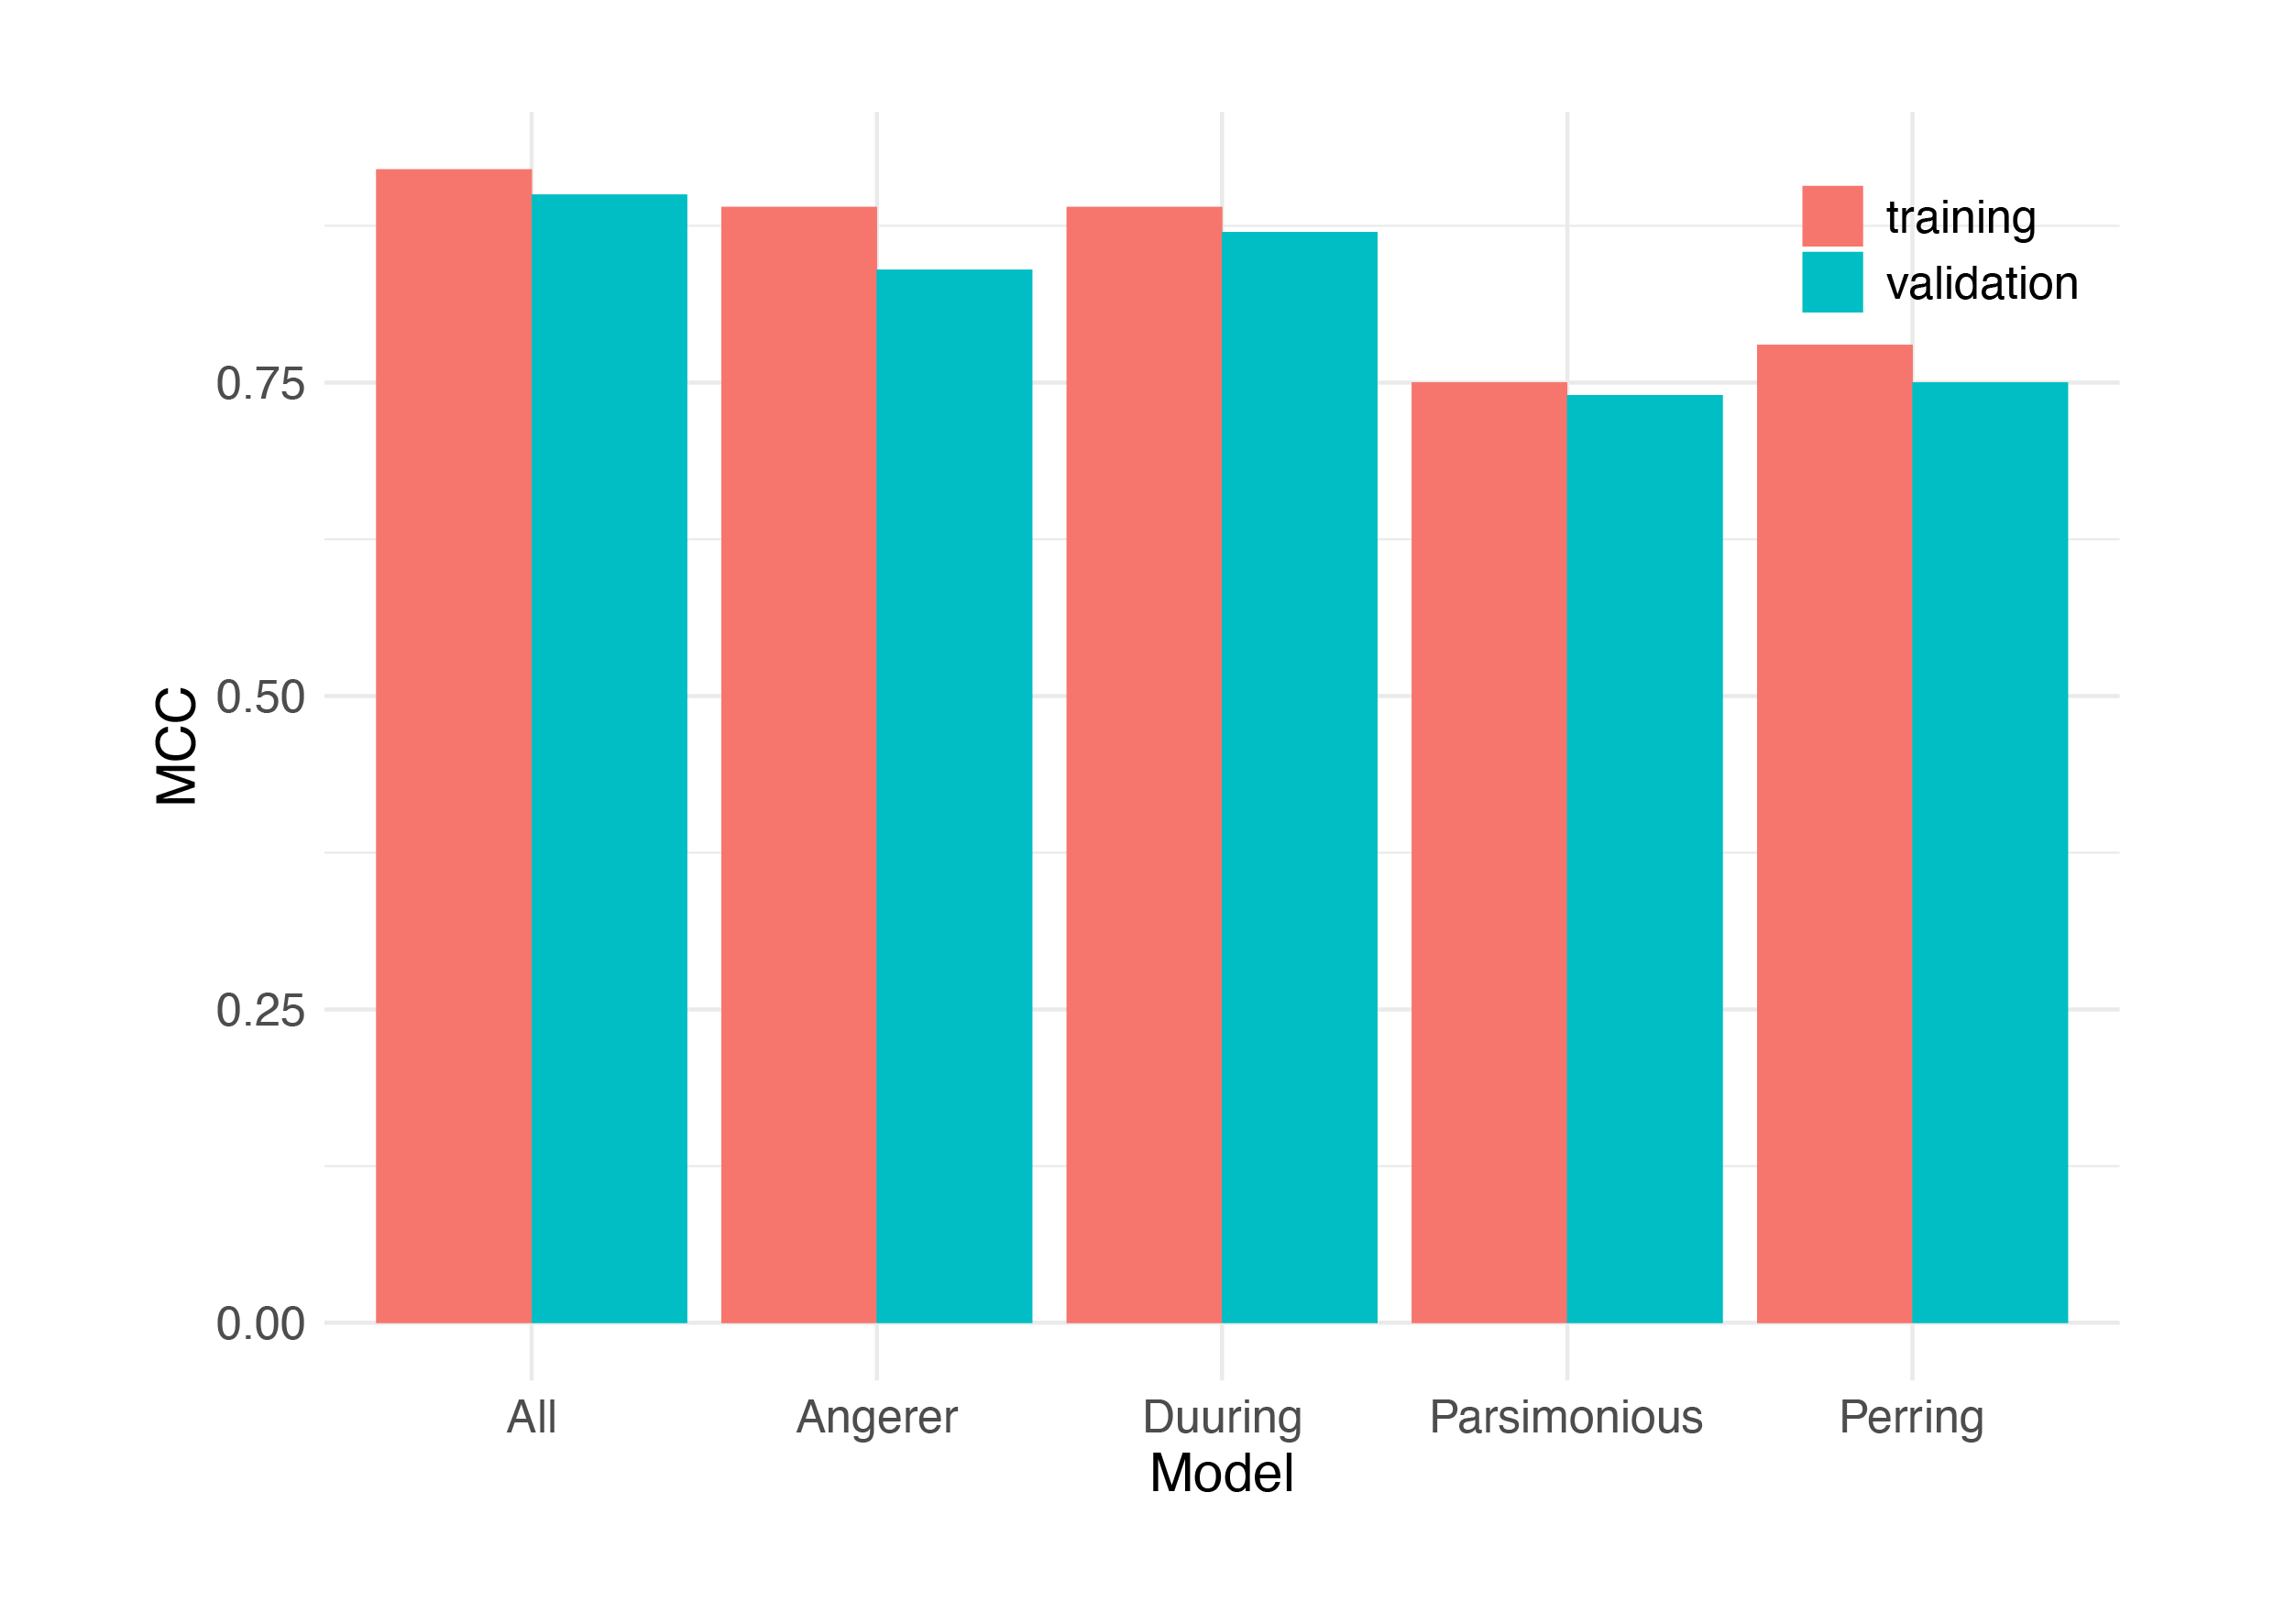 training
validation
0.75
0.50
0.25
0.00
MCC
All Angerer Duuring Parsimonious Perring
Model